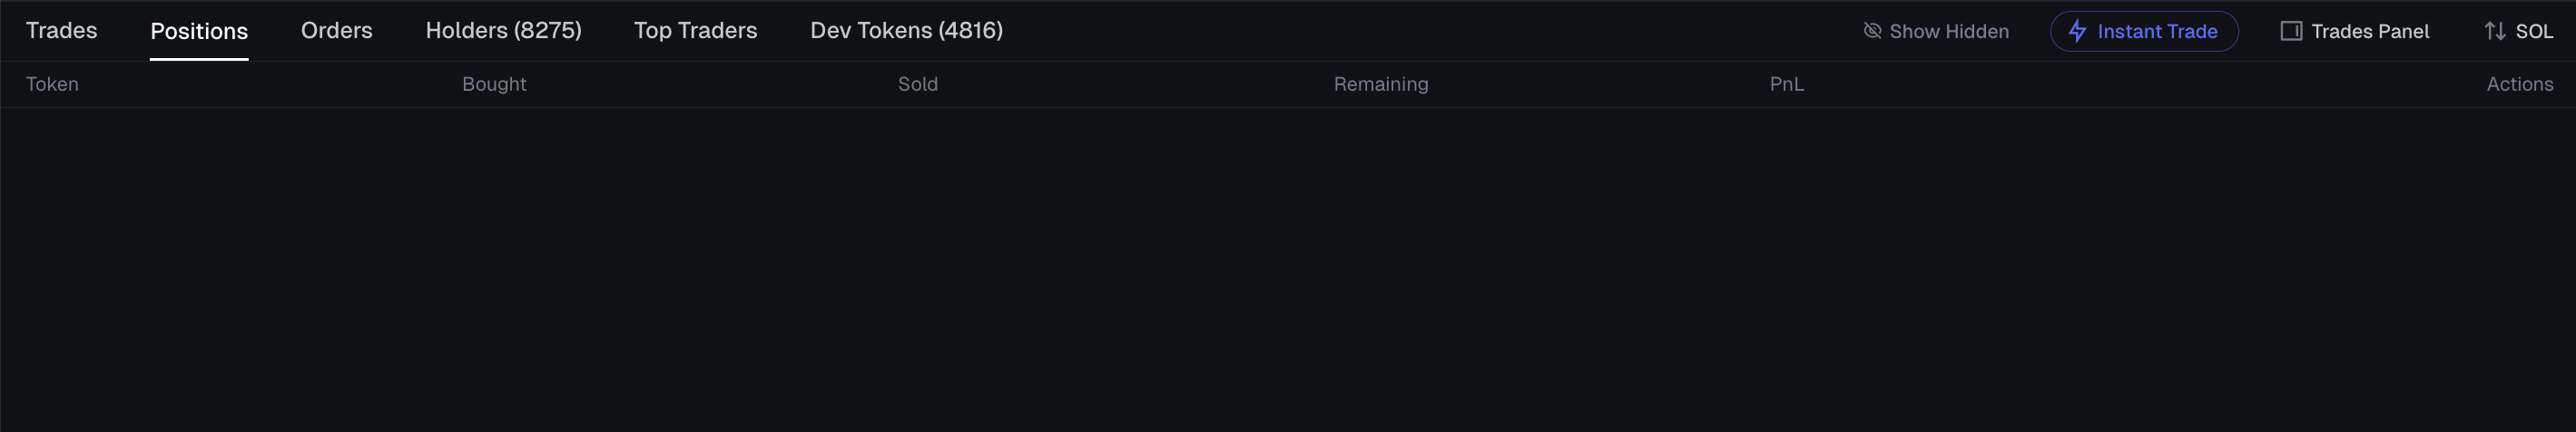 Trades Positions Orders Holders (8275) Top Traders Dev Tokens (4816) Show Hidden Instant Trade Trades Panel SOL
Token Bought Sold Remaining PnL Actions